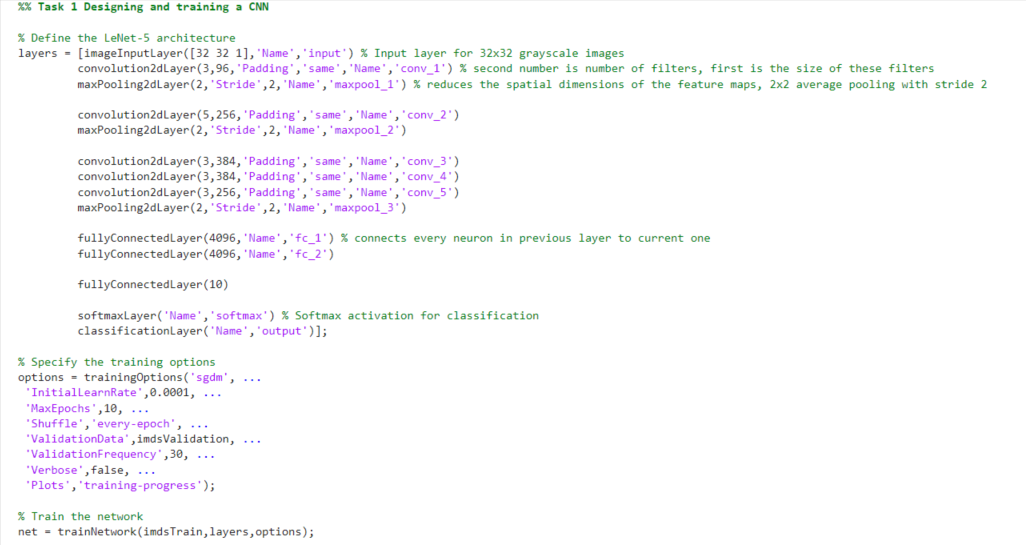 %% Task 1 Designing and training a CNN
% Define the LeNet-5 architecture
layers = [imageInputLayer([32 32 1],'Name','input') % Input layer for 32x32 grayscale images
convolution2dLayer(3,96,'Padding','same','Name','conv_1') % second number is number of filters, first is the size of these filters
maxPooling2dLayer(2,'Stride',2,'Name','maxpool_1') % reduces the spatial dimensions of the feature maps, 2x2 average pooling with stride 2
convolution2dLayer(5,256,'Padding','same','Name','conv_2')
maxPooling2dLayer(2,'Stride',2,'Name','maxpool_2')
convolution2dLayer(3,384,'Padding','same','Name','conv_3')
convolution2dLayer(3,384,'Padding','same','Name','conv_4')
convolution2dLayer(3,256,'Padding','same','Name','conv_5')
maxPooling2dLayer(2,'Stride',2,'Name','maxpool_3')
fullyConnectedLayer(4096,'Name','fc_1') % connects every neuron in previous layer to current one
fullyConnectedLayer(4096,'Name','fc_2')
fullyConnectedLayer(10)
softmaxLayer('Name','softmax') % Softmax activation for classification
classificationLayer('Name','output')];
% Specify the training options
options = trainingOptions('sgdm', ...
'InitialLearnRate',0.0001, ...
'MaxEpochs',10, ...
'Shuffle','every-epoch', ...
'ValidationData',imdsValidation, ...
'ValidationFrequency',30, ...
'Verbose',false, ...
'Plots','training-progress');
% Train the network
net = trainNetwork(imdsTrain,layers,options);